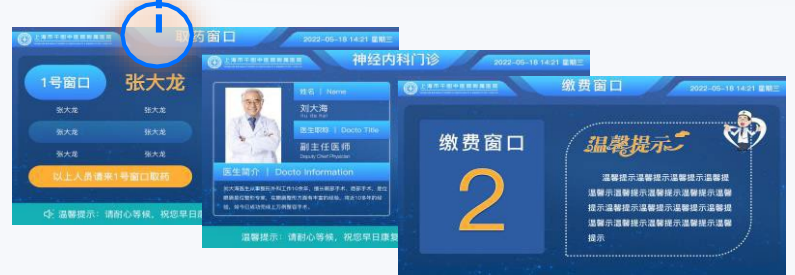 取药窗口
2022-05-18 14:21 星期三
1号窗口
张大龙
张大龙
张大龙
张大龙
张大龙
张大龙
张大龙
以上人员请来1号窗口取药
温馨提示：请耐心等候，祝您早日康
神经内科门诊
2022-05-18 14:21 星期三
姓名 | Name
刘大海
医生职称 | Docto Title
副主任医师
Deputy Chief Physician
医生简介 | Docto Information
温馨提示：请耐心等候，祝您早日康复
缴费窗口
2022-05-18 14:21 星期三
缴费窗口
2
温馨提示
温馨提示温馨提示温馨提示温馨提
温馨示温馨提示温馨提示温馨提示温馨
提示温馨提示温馨提示温馨提示温馨提
温馨示温馨提示温馨提示温馨提示温馨
提示